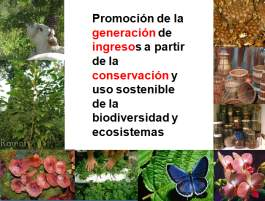 Promoción de la
generación de
ingresos a partir
de la
conservación y
uso sostenible
de la
biodiversidad y
ecosistemas